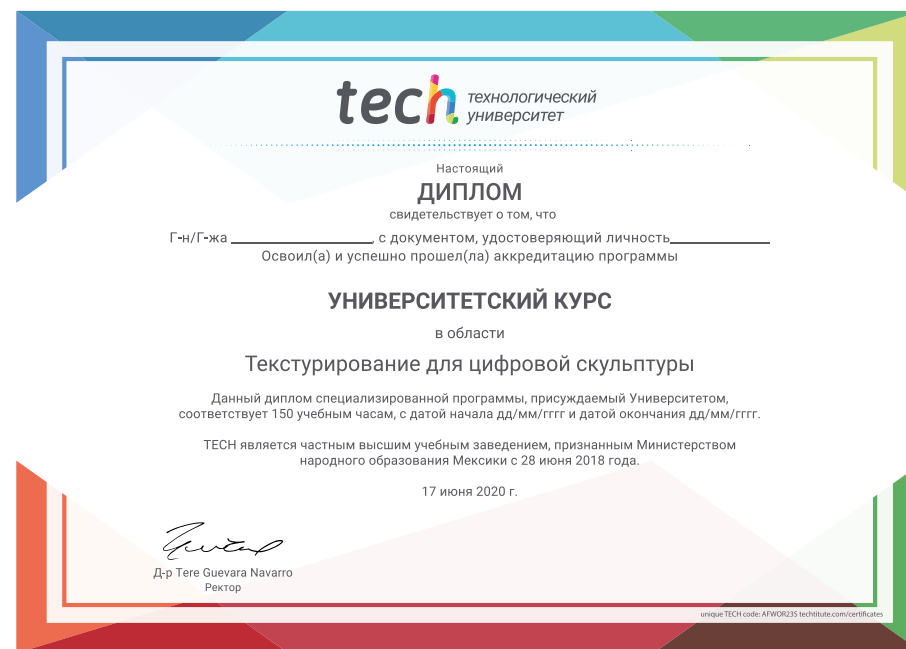 tech технологический
университет
Настоящий
ДИПЛОМ
свидетельствует о том, что
Г-н/Г-жа ____________________, с документом, удостоверяющий личность______________
Освоил(а) и успешно прошел(ла) аккредитацию программы
УНИВЕРСИТЕТСКИЙ КУРС
в области
Текстурирование для цифровой скульптуры
Данный диплом специализированной программы, присуждаемый Университетом,
соответствует 150 учебным часам, с датой начала дд/мм/гггг и датой окончания дд/мм/гггг.
TECH является частным высшим учебным заведением, признанным Министерством
народного образования Мексики с 28 июня 2018 года.
17 июня 2020 г.
Д-р Tere Guevara Navarro
Ректор
unique TECH code: AFWOR23S techtitute.com/certificates